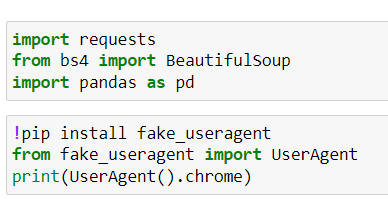 import requests
from bs4 import BeautifulSoup
import pandas as pd
!pip install fake_useragent
from fake_useragent import UserAgent
print(UserAgent().chrome)